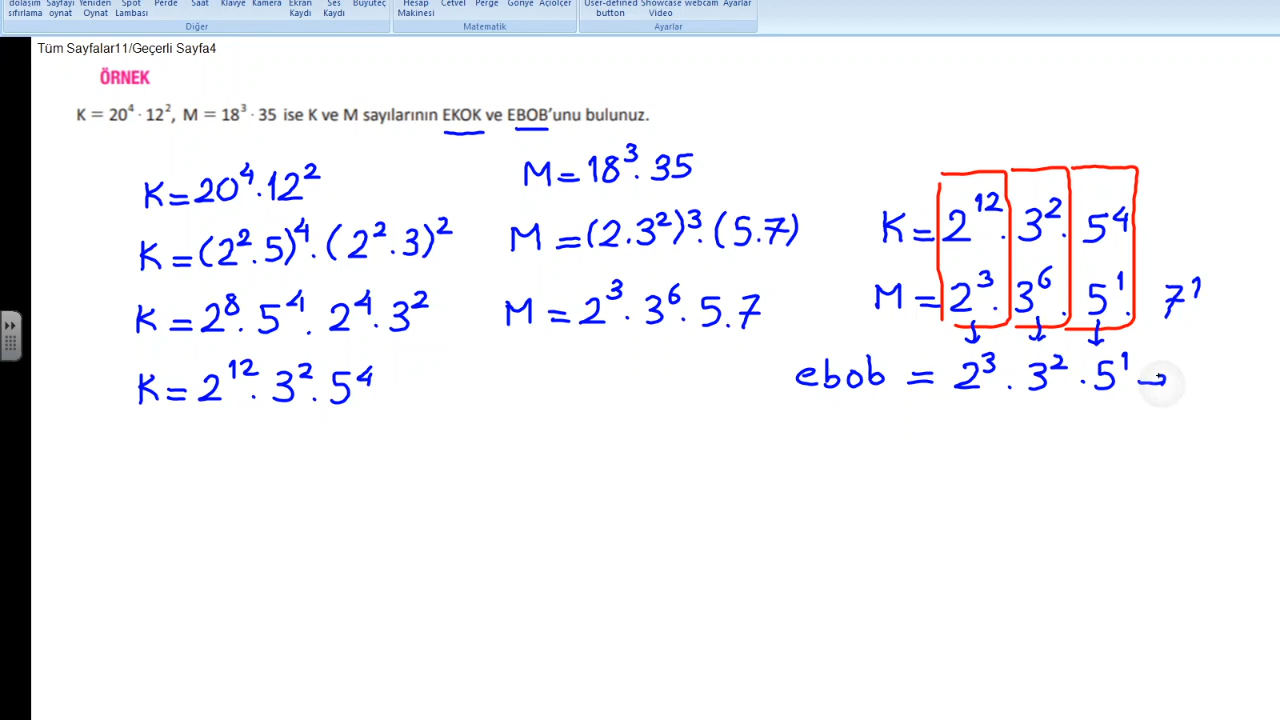 dolaşım Sayfayı Yeniden Spot Perde Saat Klavye Kamera Ekran Ses Büyüteç Hesap Cetvel Perge Gönye Açıölçer User-defined Showcase webcam Ayarlar
sıfırlama oynat Oynat Lambası Kaydı Kaydı Makinesi button Video
Diğer Matematik Ayarlar
Tüm Sayfalar11/Geçerli Sayfa4
ÖRNEK
K = 20⁴ · 12², M = 18³ · 35 ise K ve M sayılarının EKOK ve EBOB'unu bulunuz.
K = 20⁴ . 12²
K = (2² . 5)⁴ . (2² . 3)²
K = 2⁸ . 5⁴ . 2⁴ . 3²
K = 2¹² . 3² . 5⁴
M = 18³ . 35
M = (2 . 3²)³ . (5 . 7)
M = 2³ . 3⁶ . 5 . 7
K = 2¹² . 3² . 5⁴
M = 2³ . 3⁶ . 5¹ . 7¹
ebob = 2³ . 3² . 5¹ →